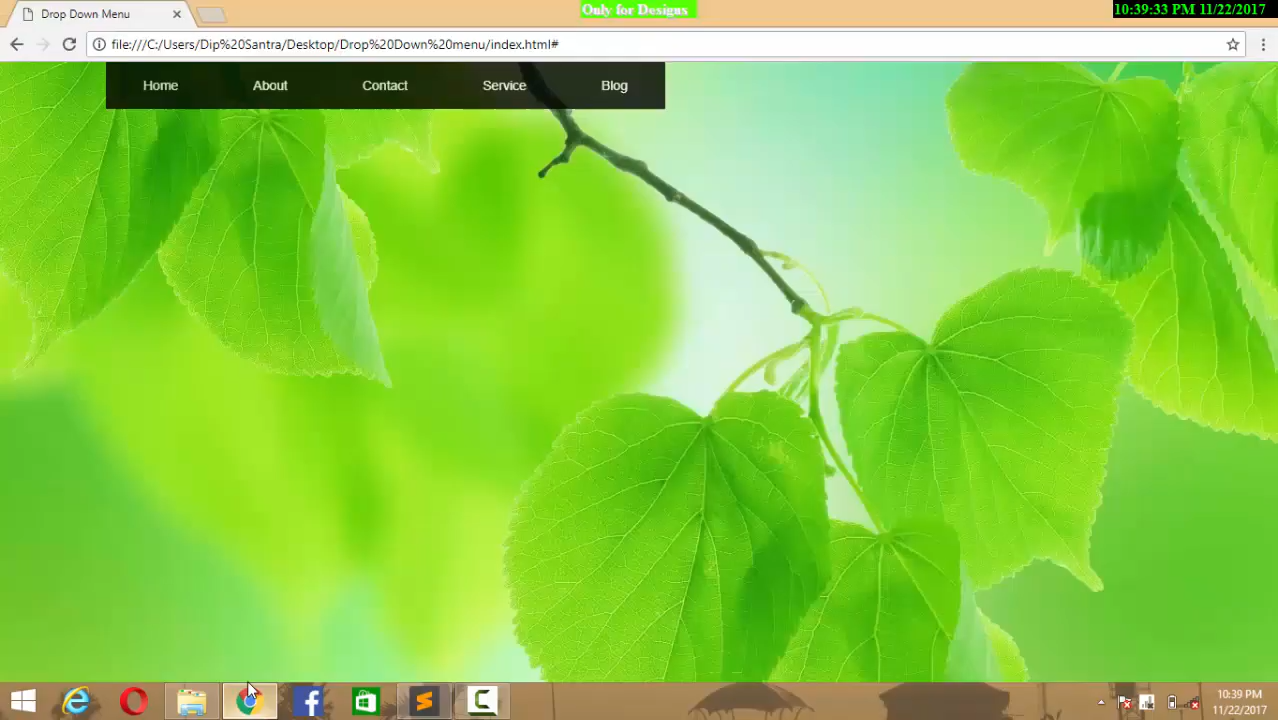 Drop Down Menu
Only for Designs
10:39:33 PM 11/22/2017
file:///C:/Users/Dip%20Santra/Desktop/Drop%20Down%20menu/index.html#
Home About Contact Service Blog
10:39 PM
11/22/2017